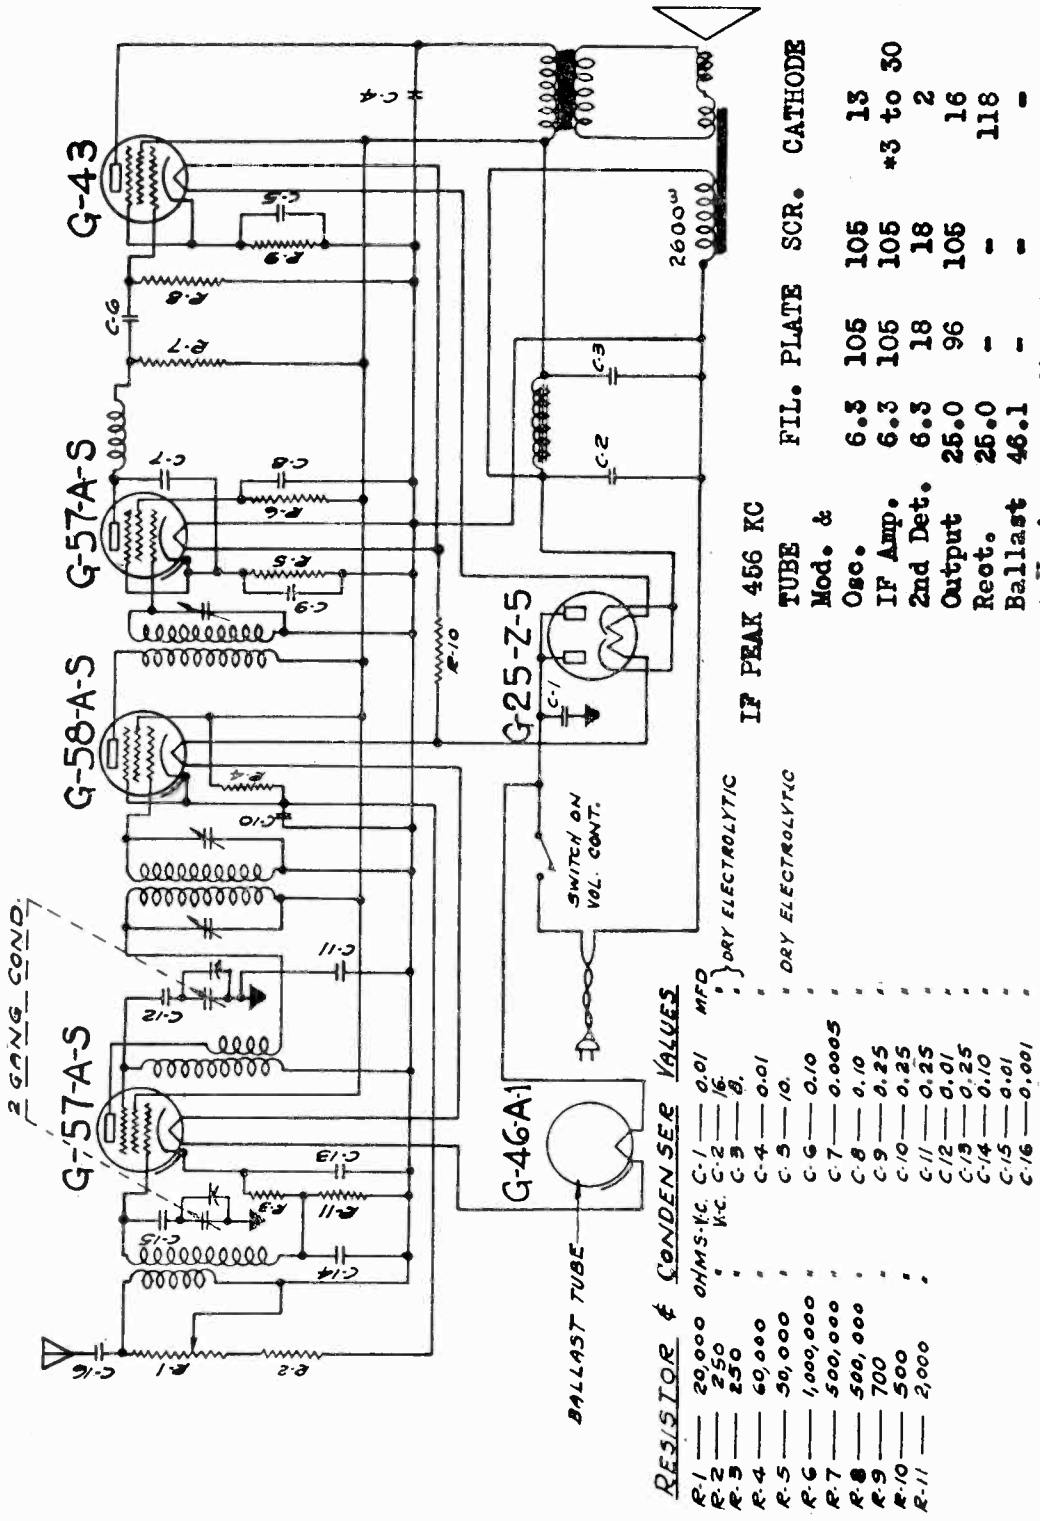 2 GANG COND.
G-57-A-S
G-58-A-S
G-57-A-S
G-43
C-16
R-1
R-2
C-15
C-14
R-3
R-11
C-13
C-12
C-11
C-10
R-4
R-10
C-9
R-5
R-6
C-8
C-7
R-7
C-6
R-8
R-9
C-5
C-4
G-46-A-1
BALLAST TUBE
SWITCH ON
VOL. CONT.
G-25-Z-5
C-1
C-2
C-3
2600ω
RESISTOR & CONDENSER VALUES
R-1 — 20,000 OHMS-V.C. C-1 — 0.01 MFD
R-2 — 250 " V.C. C-2 — 16. " } DRY ELECTROLYTIC
R-3 — 250 " C-3 — 8. "
R-4 — 60,000 " C-4 — 0.01 "
R-5 — 50,000 " C-5 — 10. " DRY ELECTROLYTIC
R-6 — 1,000,000 " C-6 — 0.10 "
R-7 — 500,000 " C-7 — 0.0005 "
R-8 — 500,000 " C-8 — 0.10 "
R-9 — 700 " C-9 — 0.25 "
R-10 — 500 " C-10 — 0.25 "
R-11 — 2,000 " C-11 — 0.25 "
C-12 — 0.01 "
C-13 — 0.25 "
C-14 — 0.10 "
C-15 — 0.01 "
C-16 — 0.001 "
IF PEAK 456 KC
TUBE FIL. PLATE SCR. CATHODE
Mod. &
Osc. 6.3 105 105 13
IF Amp. 6.3 105 105 *3 to 30
2nd Det. 6.3 18 18 2
Output 25.0 96 105 16
Rect. 25.0 - - 118
Ballast 46.1 - - -